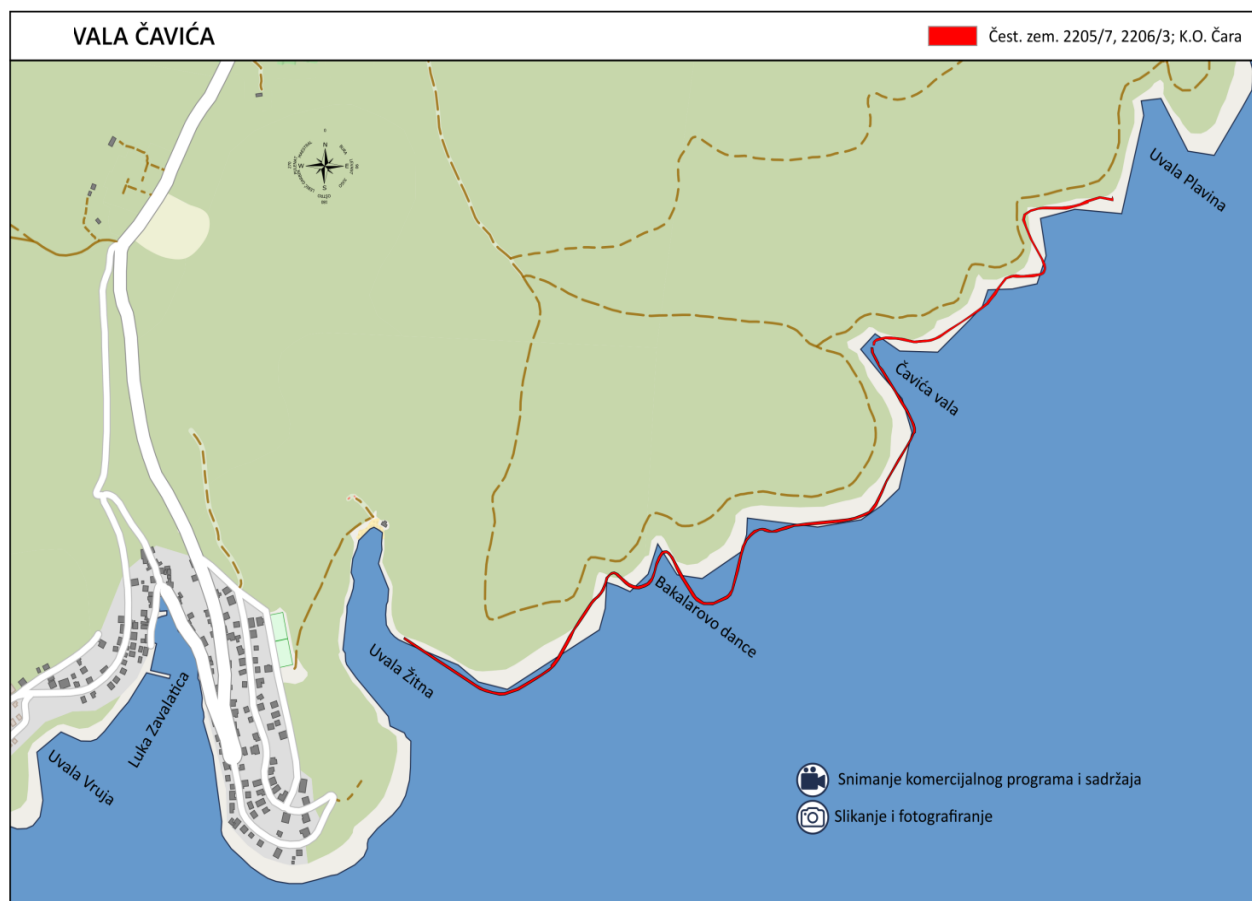 VALA ČAVIĆA
Čest. zem. 2205/7, 2206/3; K.O. Čara
N
W
E
S
Uvala Plavina
Čavića vala
Bakalarovo dance
Uvala Žitna
Luka Zavalatica
Uvala Vruja
Snimanje komercijalnog programa i sadržaja
Slikanje i fotografiranje